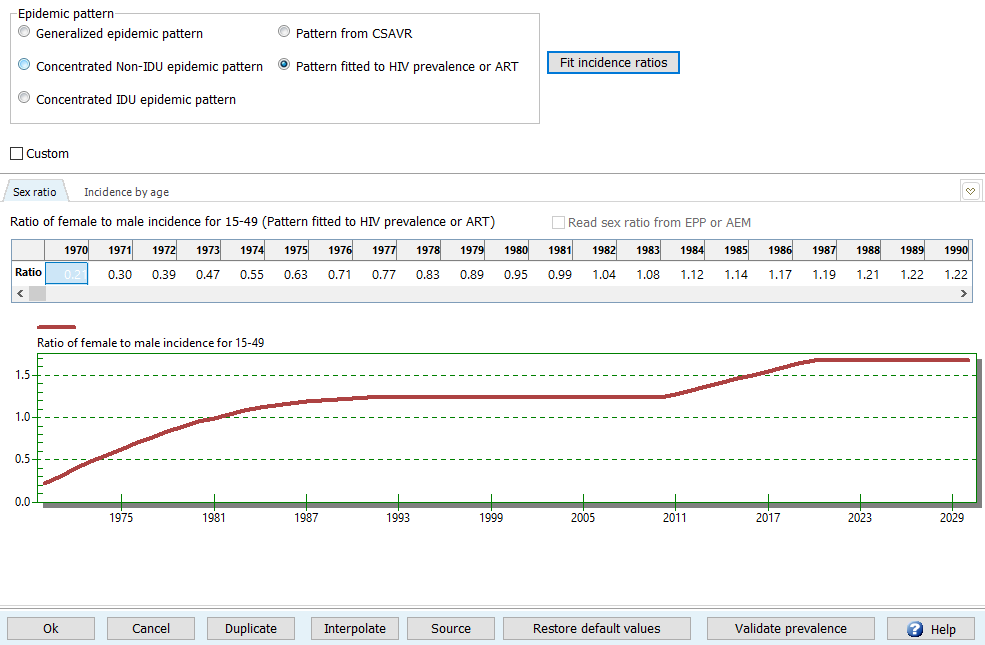 Epidemic pattern
Generalized epidemic pattern
Pattern from CSAVR
Concentrated Non-IDU epidemic pattern
Pattern fitted to HIV prevalence or ART
Fit incidence ratios
Concentrated IDU epidemic pattern
Custom
Sex ratio
Incidence by age
Ratio of female to male incidence for 15-49 (Pattern fitted to HIV prevalence or ART)
Read sex ratio from EPP or AEM
1970 1971 1972 1973 1974 1975 1976 1977 1978 1979 1980 1981 1982 1983 1984 1985 1986 1987 1988 1989 1990
Ratio 0.21 0.30 0.39 0.47 0.55 0.63 0.71 0.77 0.83 0.89 0.95 0.99 1.04 1.08 1.12 1.14 1.17 1.19 1.21 1.22 1.22
Ratio of female to male incidence for 15-49
1.5
1.0
0.5
0.0
1975 1981 1987 1993 1999 2005 2011 2017 2023 2029
Ok Cancel Duplicate Interpolate Source Restore default values Validate prevalence Help